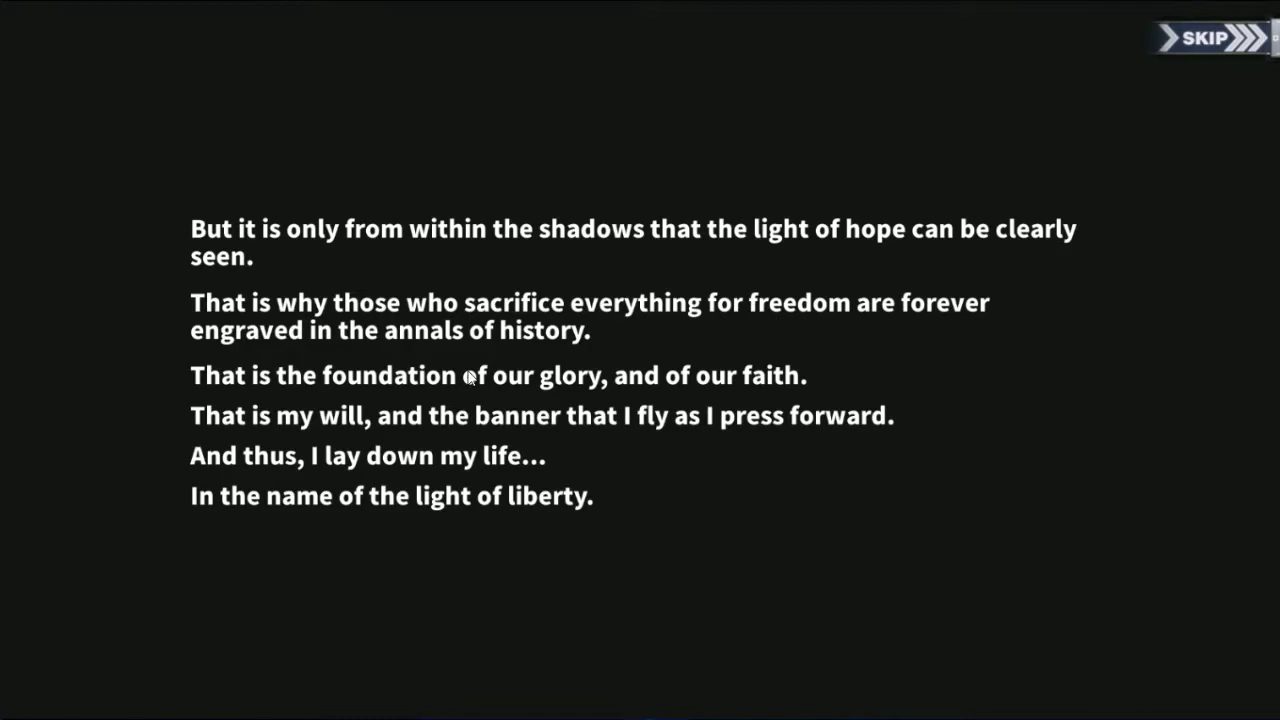 SKIP
But it is only from within the shadows that the light of hope can be clearly
seen.
That is why those who sacrifice everything for freedom are forever
engraved in the annals of history.
That is the foundation of our glory, and of our faith.
That is my will, and the banner that I fly as I press forward.
And thus, I lay down my life...
In the name of the light of liberty.